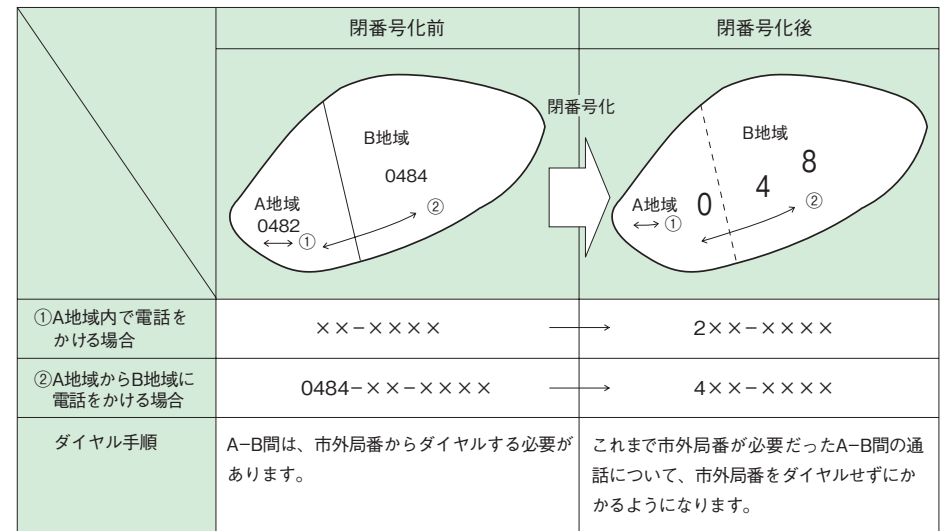 閉番号化前
閉番号化後
閉番号化
B地域
0484
A地域
0482
①
②
B地域
048
A地域
①
②
①A地域内で電話を
かける場合
××−××××
2××−××××
②A地域からB地域に
電話をかける場合
0484−××−××××
4××−××××
ダイヤル手順
A−B間は、市外局番からダイヤルする必要が
あります。
これまで市外局番が必要だったA−B間の通
話について、市外局番をダイヤルせずにか
かるようになります。